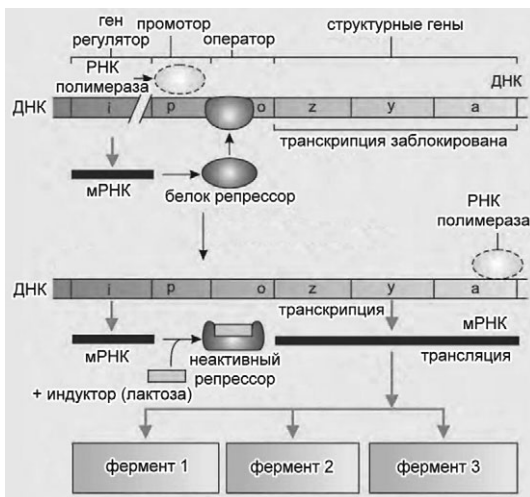 ген регулятор
промотор
оператор
структурные гены
РНК полимераза
ДНК
ДНК
i
p
o
z
y
a
транскрипция заблокирована
мРНК
белок репрессор
РНК полимераза
ДНК
i
p
o
z
y
a
транскрипция
мРНК
мРНК
неактивный репрессор
трансляция
+ индуктор (лактоза)
фермент 1
фермент 2
фермент 3